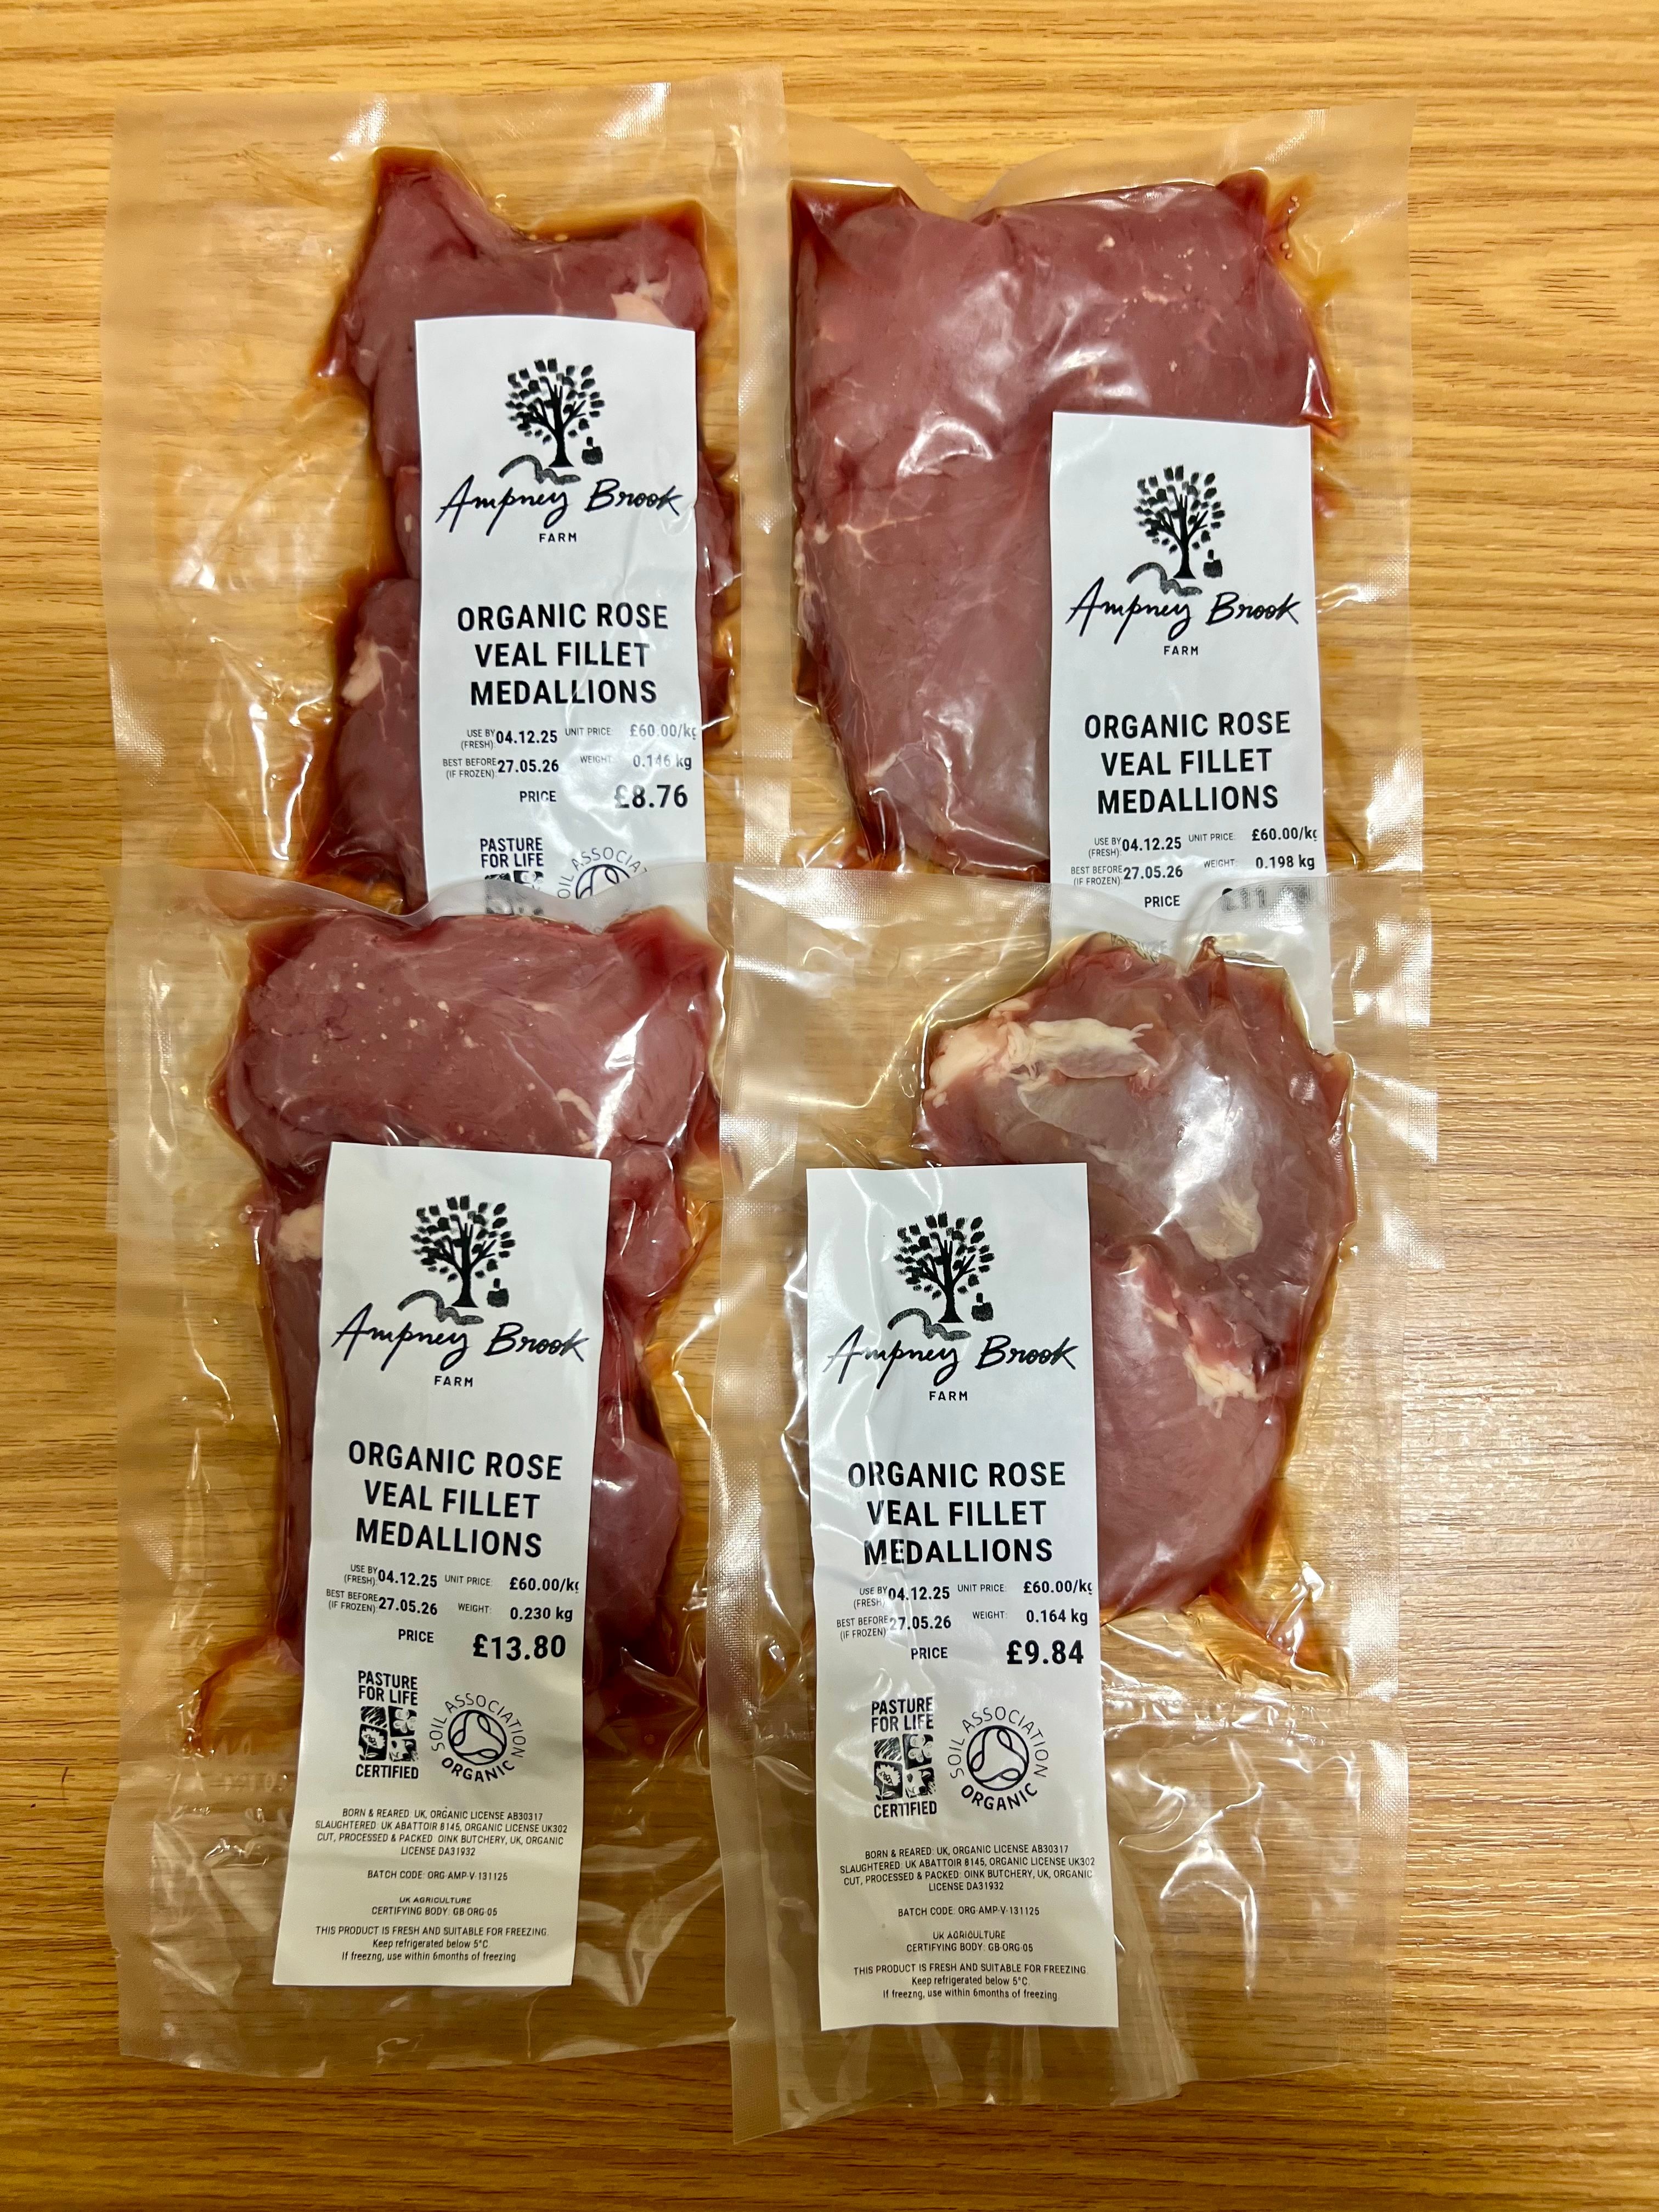 Ampney Brook
FARM
ORGANIC ROSE
VEAL FILLET
MEDALLIONS
USE BY (FRESH): 04.12.25 UNIT PRICE: £60.00/kg
BEST BEFORE (IF FROZEN): 27.05.26 WEIGHT: 0.146 kg
PRICE £8.76
PASTURE
FOR LIFE
SOIL ASSOCIAT
Ampney Brook
FARM
ORGANIC ROSE
VEAL FILLET
MEDALLIONS
USE BY (FRESH): 04.12.25 UNIT PRICE: £60.00/kg
BEST BEFORE (IF FROZEN): 27.05.26 WEIGHT: 0.198 kg
PRICE
Ampney Brook
FARM
ORGANIC ROSE
VEAL FILLET
MEDALLIONS
USE BY (FRESH): 04.12.25 UNIT PRICE: £60.00/kg
BEST BEFORE (IF FROZEN): 27.05.26 WEIGHT: 0.230 kg
PRICE £13.80
PASTURE
FOR LIFE
CERTIFIED
SOIL ASSOCIATION
ORGANIC
BORN & REARED: UK, ORGANIC LICENSE AB30317
SLAUGHTERED: UK ABATTOIR 8145, ORGANIC LICENSE UK302
CUT, PROCESSED & PACKED: OINK BUTCHERY, UK, ORGANIC
LICENSE DA31932
BATCH CODE: ORG-AMP-V-131125
UK AGRICULTURE
CERTIFYING BODY: GB-ORG-05
THIS PRODUCT IS FRESH AND SUITABLE FOR FREEZING.
Keep refrigerated below 5°C.
If freezng, use within 6months of freezing
Ampney Brook
FARM
ORGANIC ROSE
VEAL FILLET
MEDALLIONS
USE BY (FRESH): 04.12.25 UNIT PRICE: £60.00/kg
BEST BEFORE (IF FROZEN): 27.05.26 WEIGHT: 0.164 kg
PRICE £9.84
PASTURE
FOR LIFE
CERTIFIED
SOIL ASSOCIATION
ORGANIC
BORN & REARED: UK, ORGANIC LICENSE AB30317
SLAUGHTERED: UK ABATTOIR 8145, ORGANIC LICENSE UK302
CUT, PROCESSED & PACKED: OINK BUTCHERY, UK, ORGANIC
LICENSE DA31932
BATCH CODE: ORG-AMP-V-131125
UK AGRICULTURE
CERTIFYING BODY: GB-ORG-05
THIS PRODUCT IS FRESH AND SUITABLE FOR FREEZING.
Keep refrigerated below 5°C.
If freezng, use within 6months of freezing